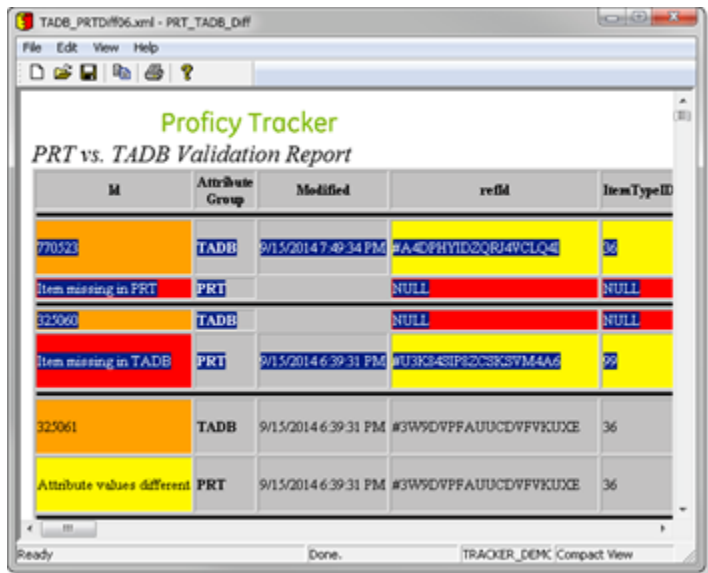 TADB_PRTDiff06.xml - PRT_TADB_Diff
File Edit View Help
Proficy Tracker
PRT vs. TADB Validation Report
Id Attribute Group Modified refId ItemTypeID
770523 TADB 9/15/2014 7:49:34 PM #A4DPHYIDZQRJ4VCLQ4I 36
Item missing in PRT PRT NULL NULL
325060 TADB NULL NULL
Item missing in TADB PRT 9/15/2014 6:39:31 PM #U3K84SIP8ZCSKSVM4A6 99
325061 TADB 9/15/2014 6:39:31 PM #3W9DVPFAUUCDVFVKUXE 36
Attribute values different PRT 9/15/2014 6:39:31 PM #3W9DVPFAUUCDVFVKUXE 36
Ready Done. TRACKER_DEMO Compact View